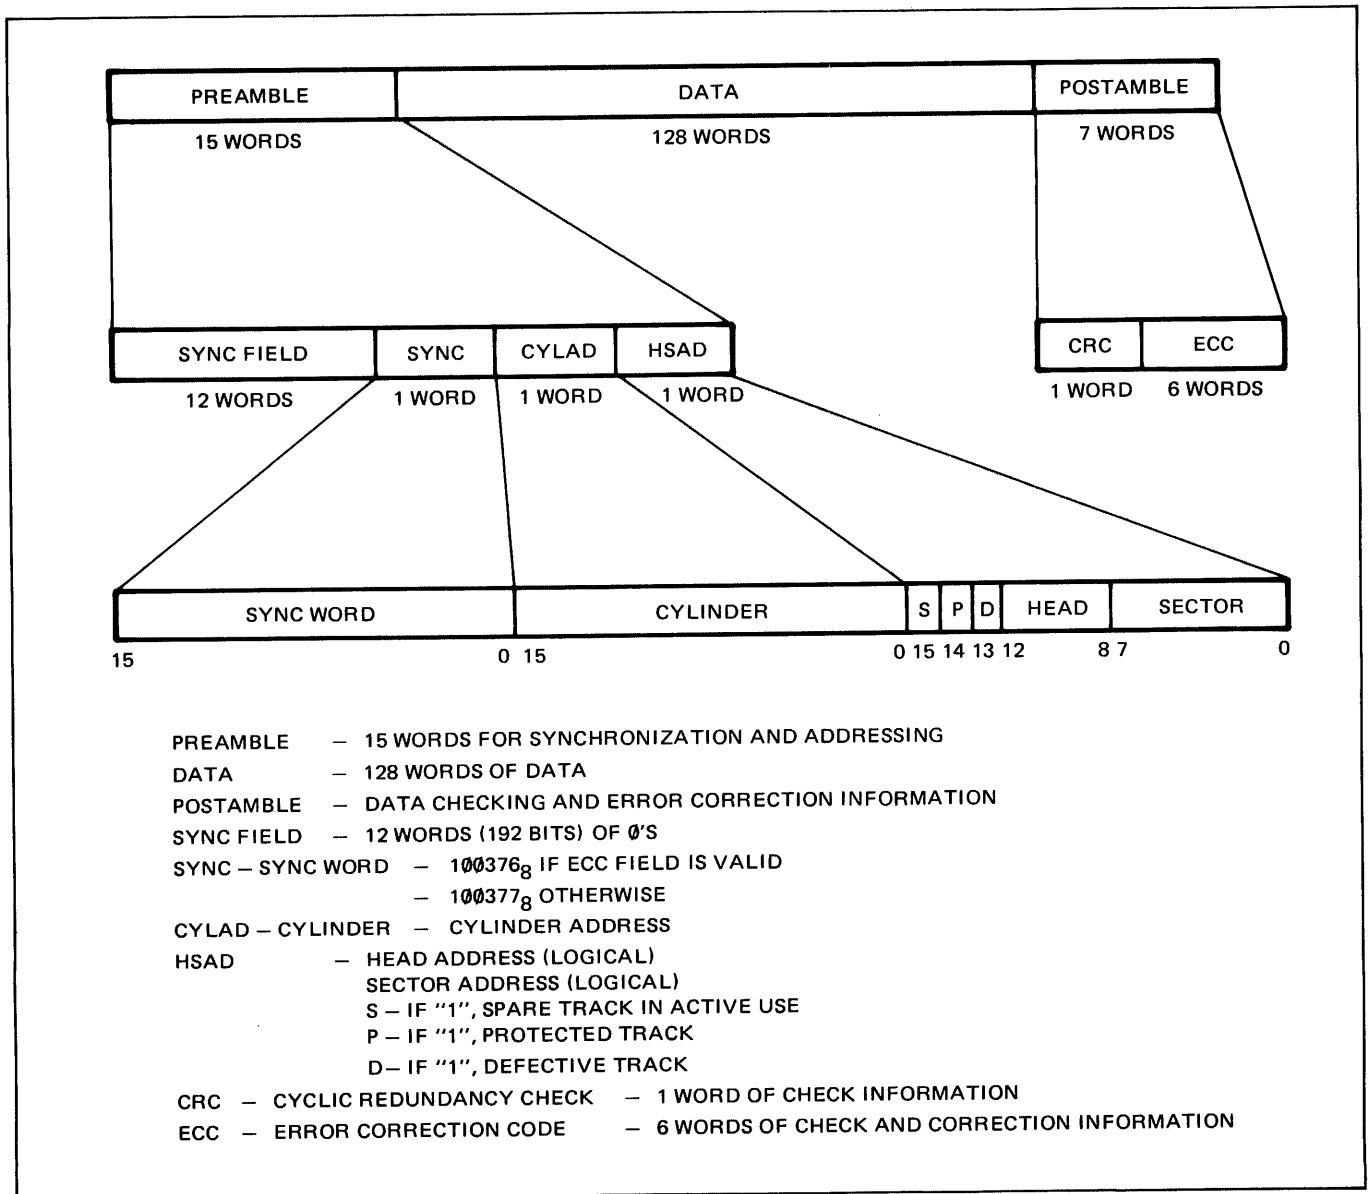 PREAMBLE DATA POSTAMBLE
15 WORDS 128 WORDS 7 WORDS
SYNC FIELD SYNC CYLAD HSAD CRC ECC
12 WORDS 1 WORD 1 WORD 1 WORD 1 WORD 6 WORDS
SYNC WORD CYLINDER S P D HEAD SECTOR
15 0 15 0 15 14 13 12 8 7 0
PREAMBLE — 15 WORDS FOR SYNCHRONIZATION AND ADDRESSING
DATA — 128 WORDS OF DATA
POSTAMBLE — DATA CHECKING AND ERROR CORRECTION INFORMATION
SYNC FIELD — 12 WORDS (192 BITS) OF Ø'S
SYNC — SYNC WORD — 1ØØ376₈ IF ECC FIELD IS VALID
— 1ØØ377₈ OTHERWISE
CYLAD — CYLINDER — CYLINDER ADDRESS
HSAD — HEAD ADDRESS (LOGICAL)
SECTOR ADDRESS (LOGICAL)
S — IF "1", SPARE TRACK IN ACTIVE USE
P — IF "1", PROTECTED TRACK
D— IF "1", DEFECTIVE TRACK
CRC — CYCLIC REDUNDANCY CHECK — 1 WORD OF CHECK INFORMATION
ECC — ERROR CORRECTION CODE — 6 WORDS OF CHECK AND CORRECTION INFORMATION